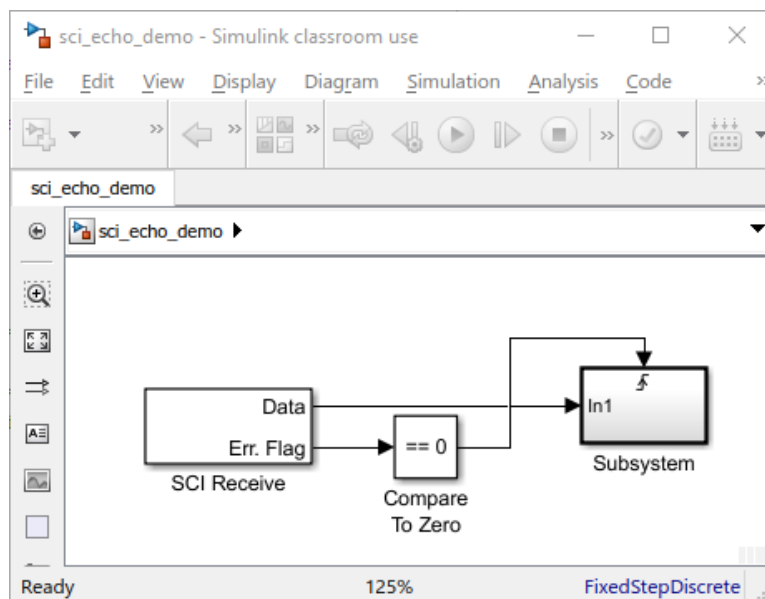 sci_echo_demo - Simulink classroom use
File Edit View Display Diagram Simulation Analysis Code »
» » » »
sci_echo_demo
sci_echo_demo
Data
Err. Flag
SCI Receive
== 0
Compare
To Zero
In1
Subsystem
Ready 125% FixedStepDiscrete